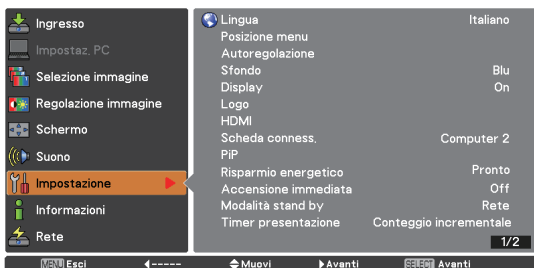 Ingresso
Impostaz. PC
Selezione immagine
Regolazione immagine
Schermo
Suono
Impostazione
Informazioni
Rete
Lingua Italiano
Posizione menu
Autoregolazione
Sfondo Blu
Display On
Logo
HDMI
Scheda conness. Computer 2
PiP
Risparmio energetico Pronto
Accensione immediata Off
Modalità stand by Rete
Timer presentazione Conteggio incrementale
1/2
MENU Esci ----- Muovi Avanti SELECT Avanti